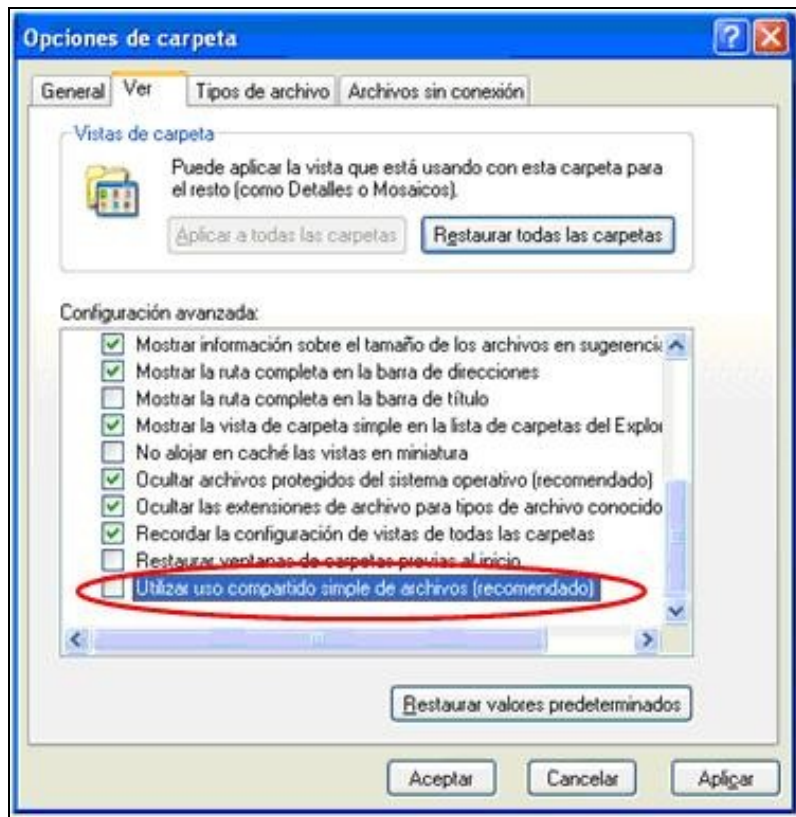 Opciones de carpeta
General Ver Tipos de archivo Archivos sin conexión
Vistas de carpeta
Puede aplicar la vista que está usando con esta carpeta para
el resto (como Detalles o Mosaicos).
Aplicar a todas las carpetas Restaurar todas las carpetas
Configuración avanzada:
Mostrar información sobre el tamaño de los archivos en sugerencia
Mostrar la ruta completa en la barra de direcciones
Mostrar la ruta completa en la barra de título
Mostrar la vista de carpeta simple en la lista de carpetas del Explor
No alojar en caché las vistas en miniatura
Ocultar archivos protegidos del sistema operativo (recomendado)
Ocultar las extensiones de archivo para tipos de archivo conocido
Recordar la configuración de vistas de todas las carpetas
Restaurar ventanas de carpetas previas al inicio
Utilizar uso compartido simple de archivos (recomendado)
Restaurar valores predeterminados
Aceptar Cancelar Aplicar